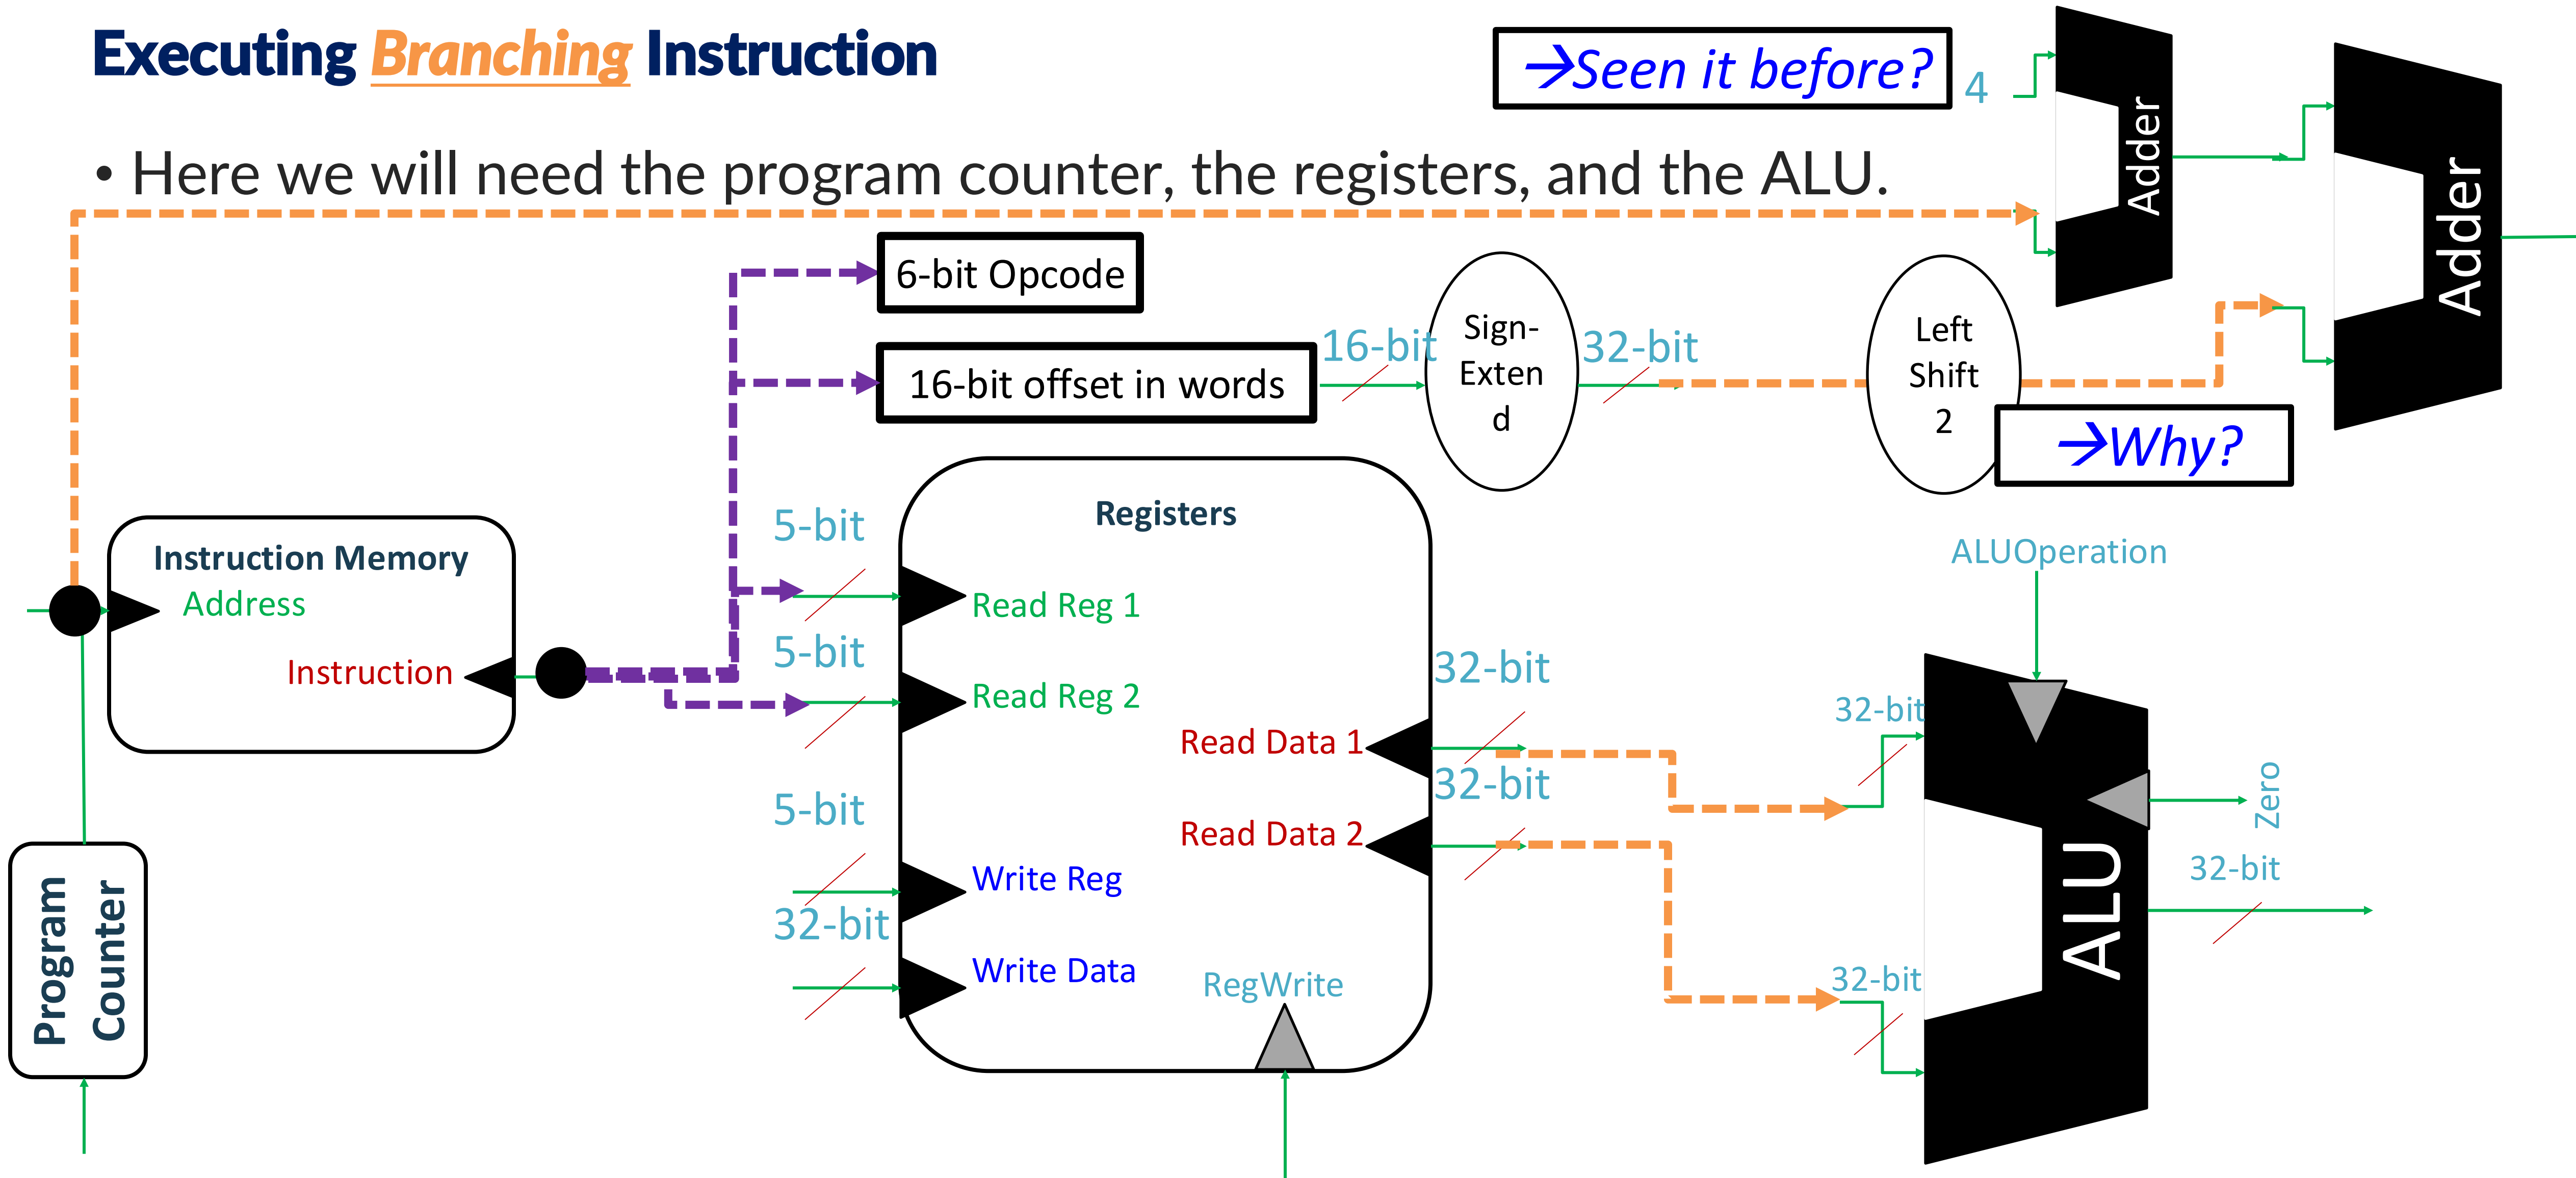 Executing Branching Instruction
→Seen it before?
4
• Here we will need the program counter, the registers, and the ALU.
Adder
Adder
6-bit Opcode
16-bit offset in words
16-bit
Sign-
Exten
d
32-bit
Left
Shift
2
→Why?
Instruction Memory
Address
Instruction
Program
Counter
Registers
5-bit
Read Reg 1
5-bit
Read Reg 2
5-bit
Write Reg
32-bit
Write Data
Read Data 1
32-bit
Read Data 2
32-bit
RegWrite
ALUOperation
32-bit
32-bit
ALU
Zero
32-bit